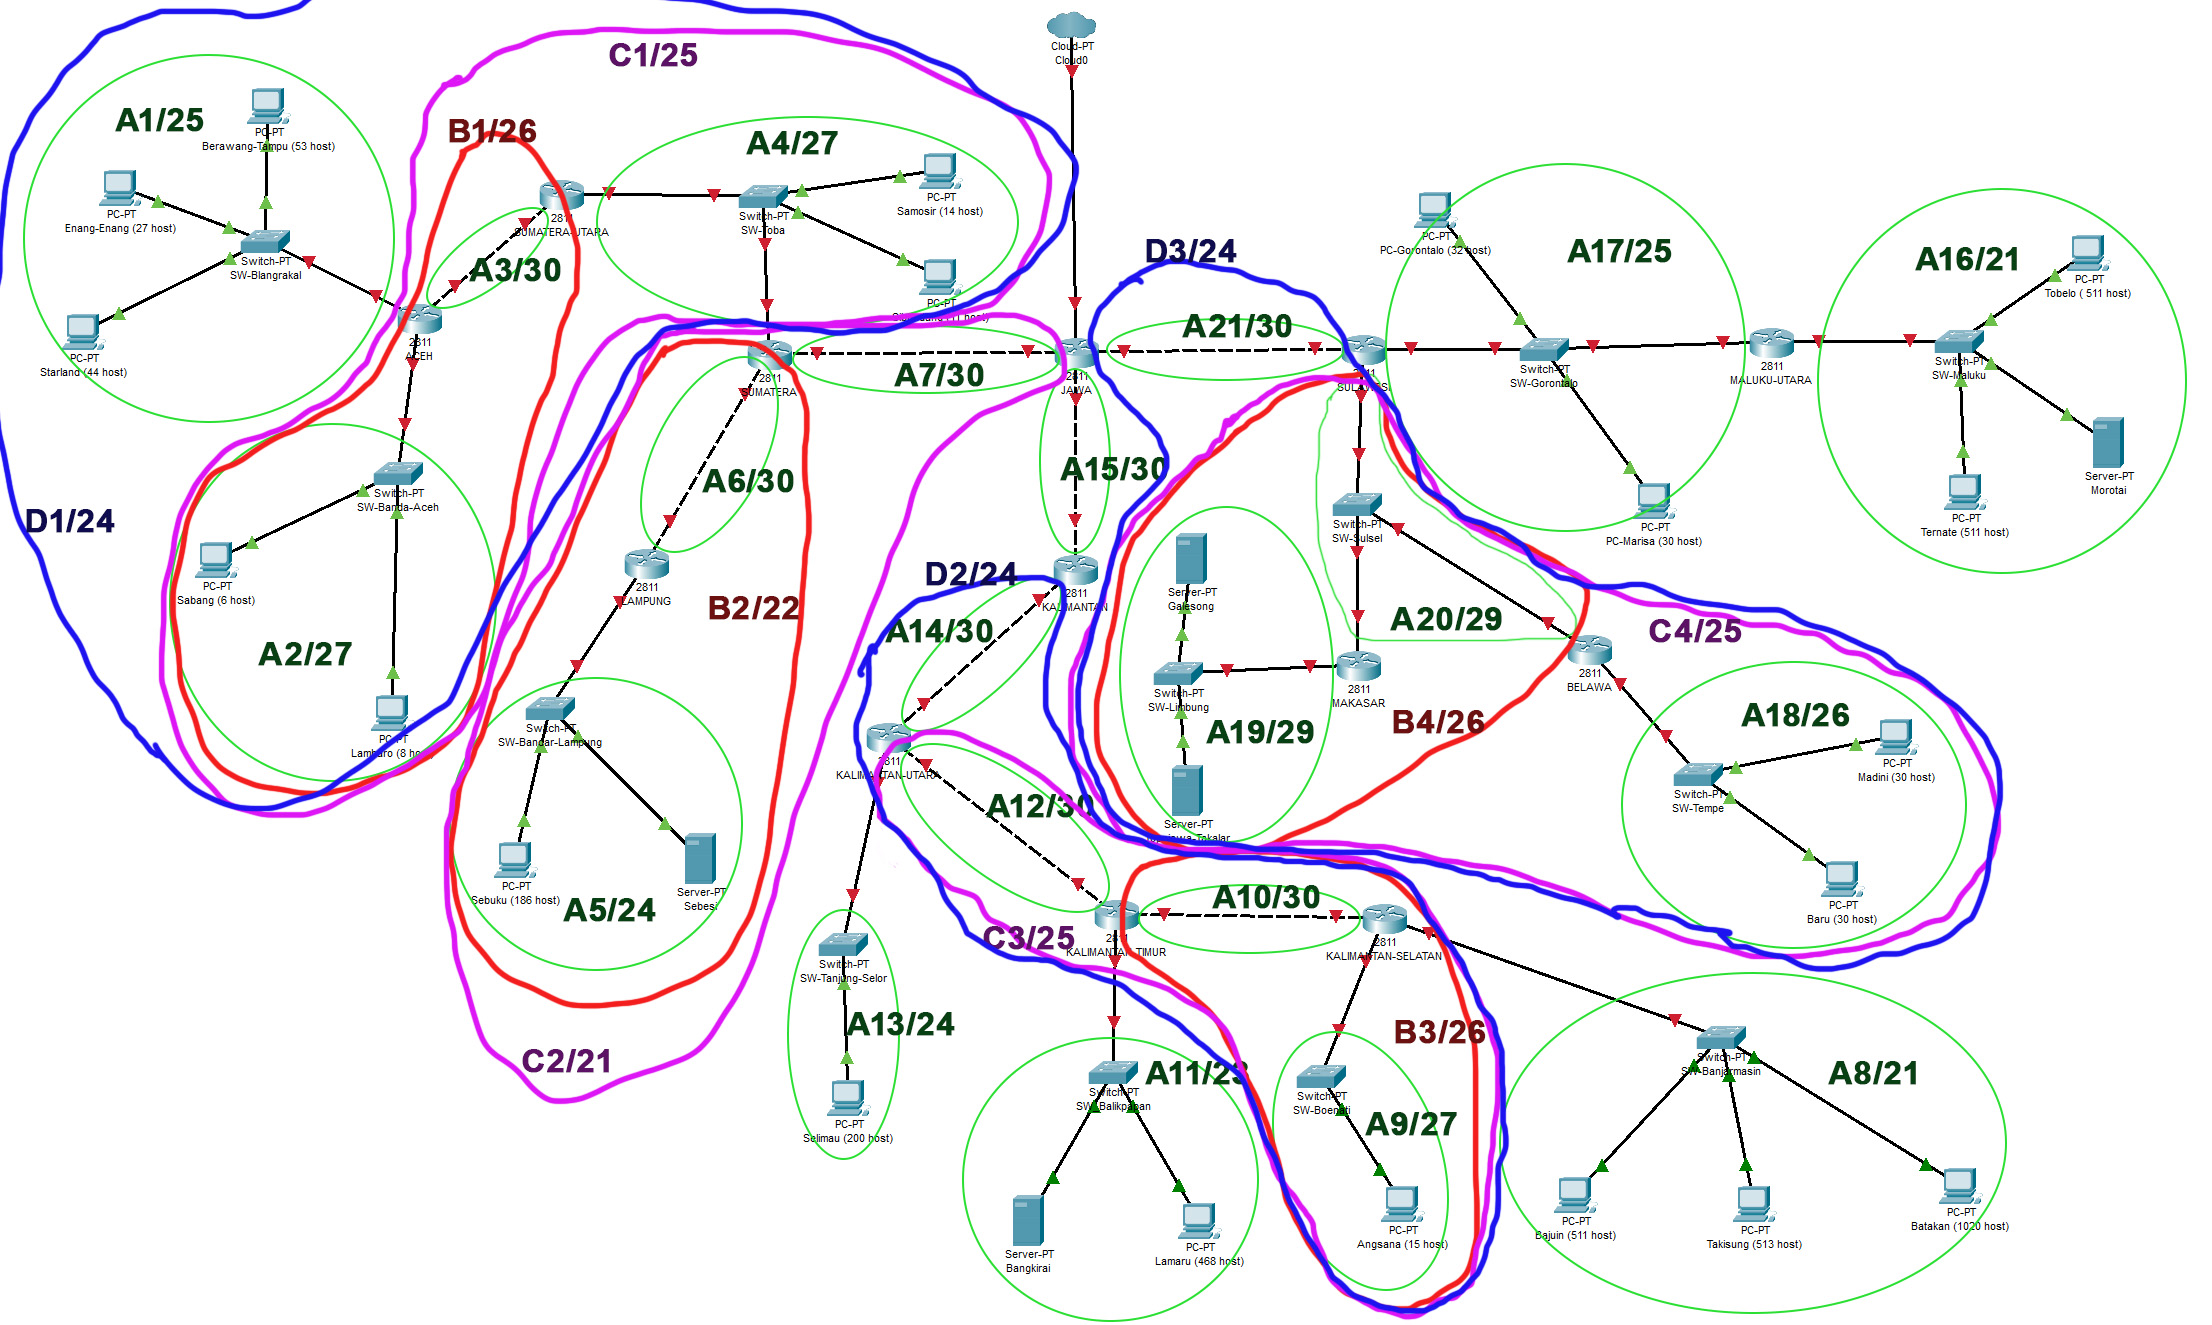 C1/25
Cloud-PT
Cloud0
A1/25
PC-PT
Berawang-Tampu (53 host)
B1/26
A4/27
PC-PT
Enang-Enang (27 host)
Switch-PT
SW-Blangrakal
PC-PT
Starland (44 host)
2811
SUMATERA-UTARA
A3/30
Switch-PT
SW-Toba
PC-PT
Samosir (14 host)
PC-PT
2811
ACEH
D3/24
PC-PT
PC-Gorontalo (32 host)
A17/25
A16/21
PC-PT
Tobelo ( 511 host)
A21/30
2811
SUMATERA
A7/30
2811
JAWA
2811
SULAWESI
Switch-PT
SW-Gorontalo
2811
MALUKU-UTARA
Switch-PT
SW-Maluku
Server-PT
Morotai
PC-PT
Ternate (511 host)
PC-PT
PC-Marisa (30 host)
D1/24
Switch-PT
SW-Banda-Aceh
PC-PT
Sabang (6 host)
A2/27
PC-PT
A6/30
2811
LAMPUNG
B2/22
A15/30
D2/24
2811
KALIMANTAN
A14/30
Switch-PT
SW-Sulsel
Server-PT
Galesong
A20/29
C4/25
Switch-PT
SW-Limbung
A19/29
2811
MAKASAR
2811
BELAWA
B4/26
A18/26
PC-PT
Madini (30 host)
Switch-PT
SW-Tempe
PC-PT
Baru (30 host)
Server-PT
Switch-PT
SW-Bandar-Lampung
PC-PT
Sebuku (186 host)
A5/24
Server-PT
Sebesi
C2/21
2811
KALIMANTAN-UTARA
A12/30
Switch-PT
SW-Tanjung-Selor
A13/24
PC-PT
Selimau (200 host)
C3/25
2811
KALIMANTAN-TIMUR
A10/30
2811
KALIMANTAN-SELATAN
B3/26
Switch-PT
SW-Balikpapan
A11/23
Server-PT
Bangkirai
PC-PT
Lamaru (468 host)
Switch-PT
SW-Boenati
A9/27
PC-PT
Angsana (15 host)
Switch-PT
SW-Banjarmasin
A8/21
PC-PT
Bajuin (511 host)
PC-PT
Takisung (513 host)
PC-PT
Batakan (1020 host)